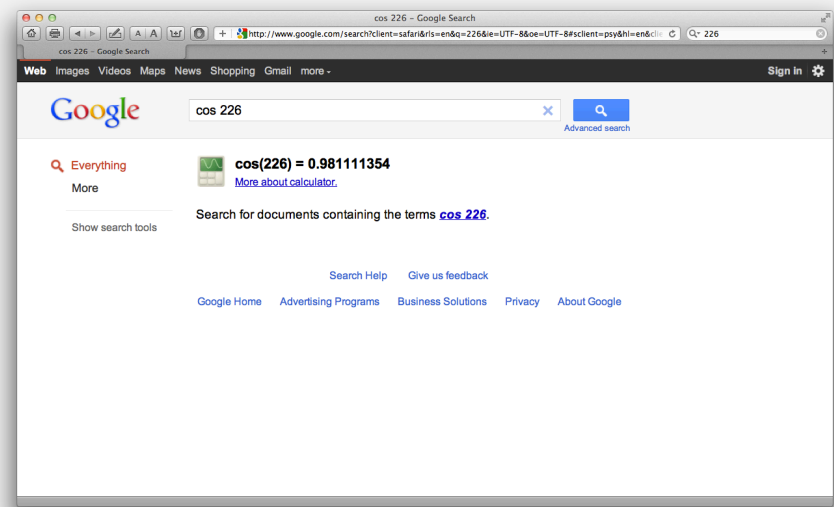 cos 226 – Google Search
A A
http://www.google.com/search?client=safari&rls=en&q=226&ie=UTF-8&oe=UTF-8#sclient=psy&hl=en&clie
226
cos 226 – Google Search
Web Images Videos Maps News Shopping Gmail more
Sign in
Google
cos 226
Advanced search
Everything
More
Show search tools
cos(226) = 0.981111354
More about calculator.
Search for documents containing the terms cos 226.
Search Help Give us feedback
Google Home Advertising Programs Business Solutions Privacy About Google